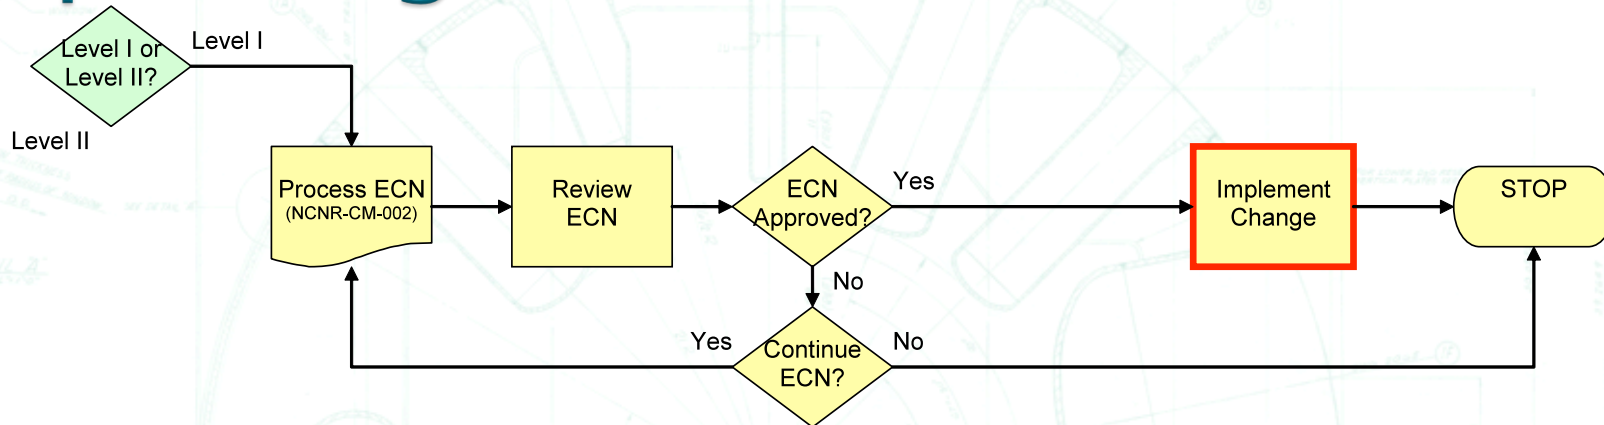 Level I or
Level II?
Level I
Level II
Process ECN
(NCNR-CM-002)
Review
ECN
ECN
Approved?
Yes
No
Implement
Change
STOP
Continue
ECN?
Yes
No